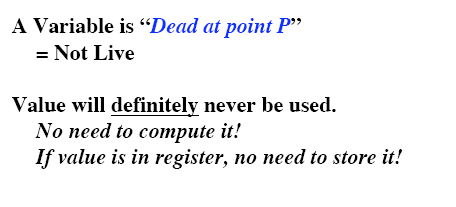 A Variable is “Dead at point P”
= Not Live
Value will definitely never be used.
No need to compute it!
If value is in register, no need to store it!